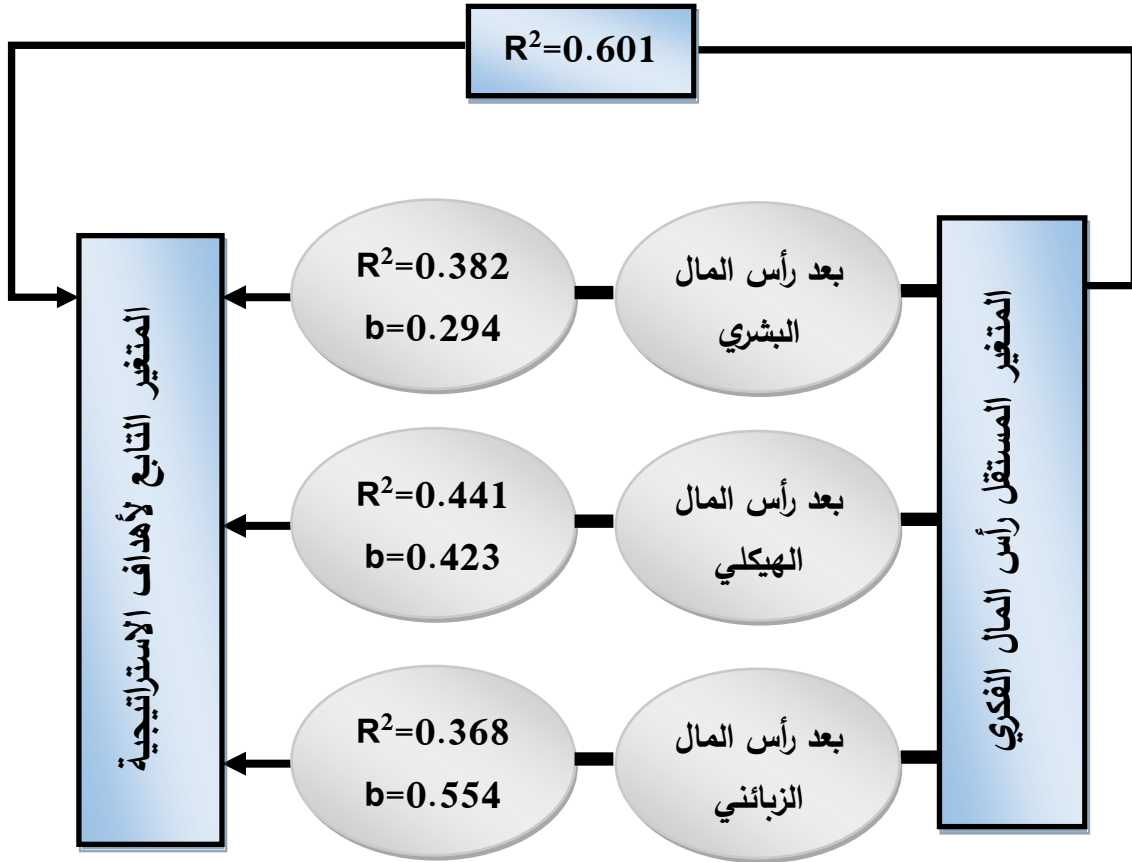 R²=0.601
المتغير المستقل رأس المال الفكري
بعد رأس المال
البشري
R²=0.382
b=0.294
بعد رأس المال
الهيكلي
R²=0.441
b=0.423
بعد رأس المال
الزبائني
R²=0.368
b=0.554
المتغير التابع لأهداف الاستراتيجية